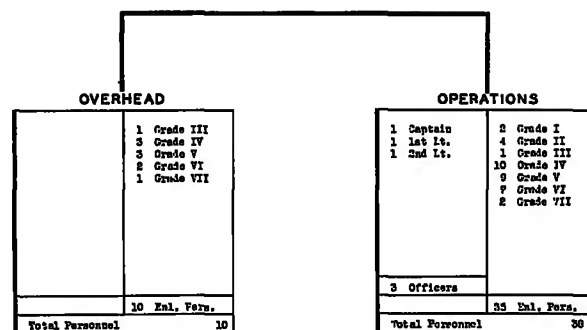 OVERHEAD
1 Grade III
3 Grade IV
3 Grade V
2 Grade VI
1 Grade VII
10 Enl. Pers.
Total Personnel 10
OPERATIONS
1 Captain
1 1st Lt.
1 2nd Lt.
3 Officers
2 Grade I
4 Grade II
1 Grade III
10 Grade IV
9 Grade V
7 Grade VI
2 Grade VII
35 Enl. Pers.
Total Personnel 38